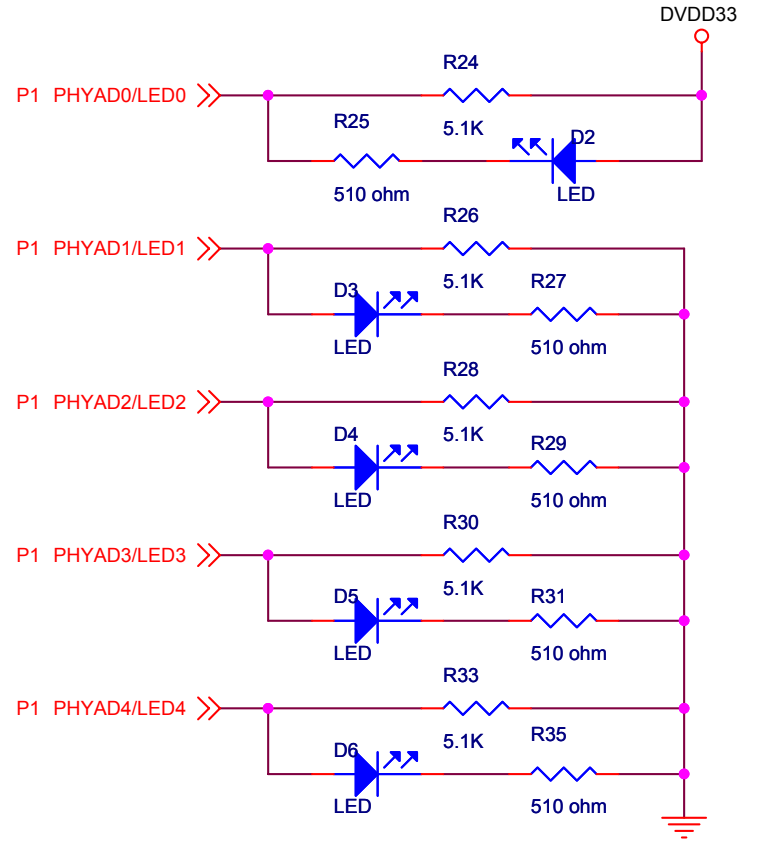 DVDD33
R24
P1 PHYAD0/LED0
5.1K
R25
D2
510 ohm
LED
R26
P1 PHYAD1/LED1
5.1K
R27
D3
LED
510 ohm
R28
P1 PHYAD2/LED2
5.1K
R29
D4
LED
510 ohm
R30
P1 PHYAD3/LED3
5.1K
R31
D5
LED
510 ohm
R33
P1 PHYAD4/LED4
5.1K
R35
D6
LED
510 ohm